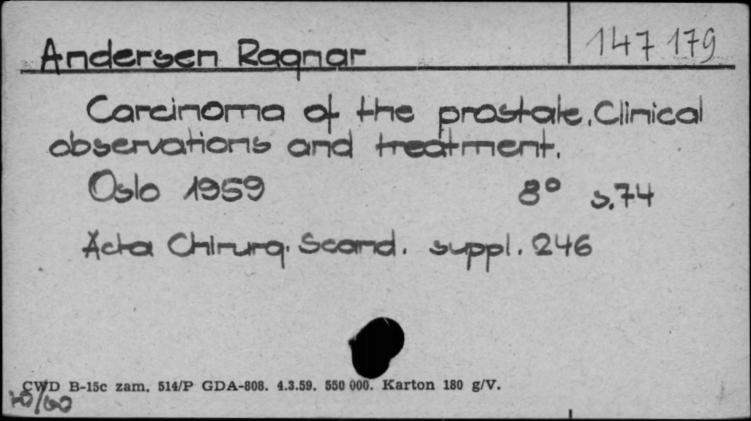 Andersen Ragnar 147 179
Carcinoma of the prostate. Clinical
observations and treatment.
Oslo 1959 8° s. 74
Acta Chirurg. Scand. suppl. 246
CWD B-15c zam. 514/P GDA-808. 4.3.59. 550 000. Karton 180 g/V.